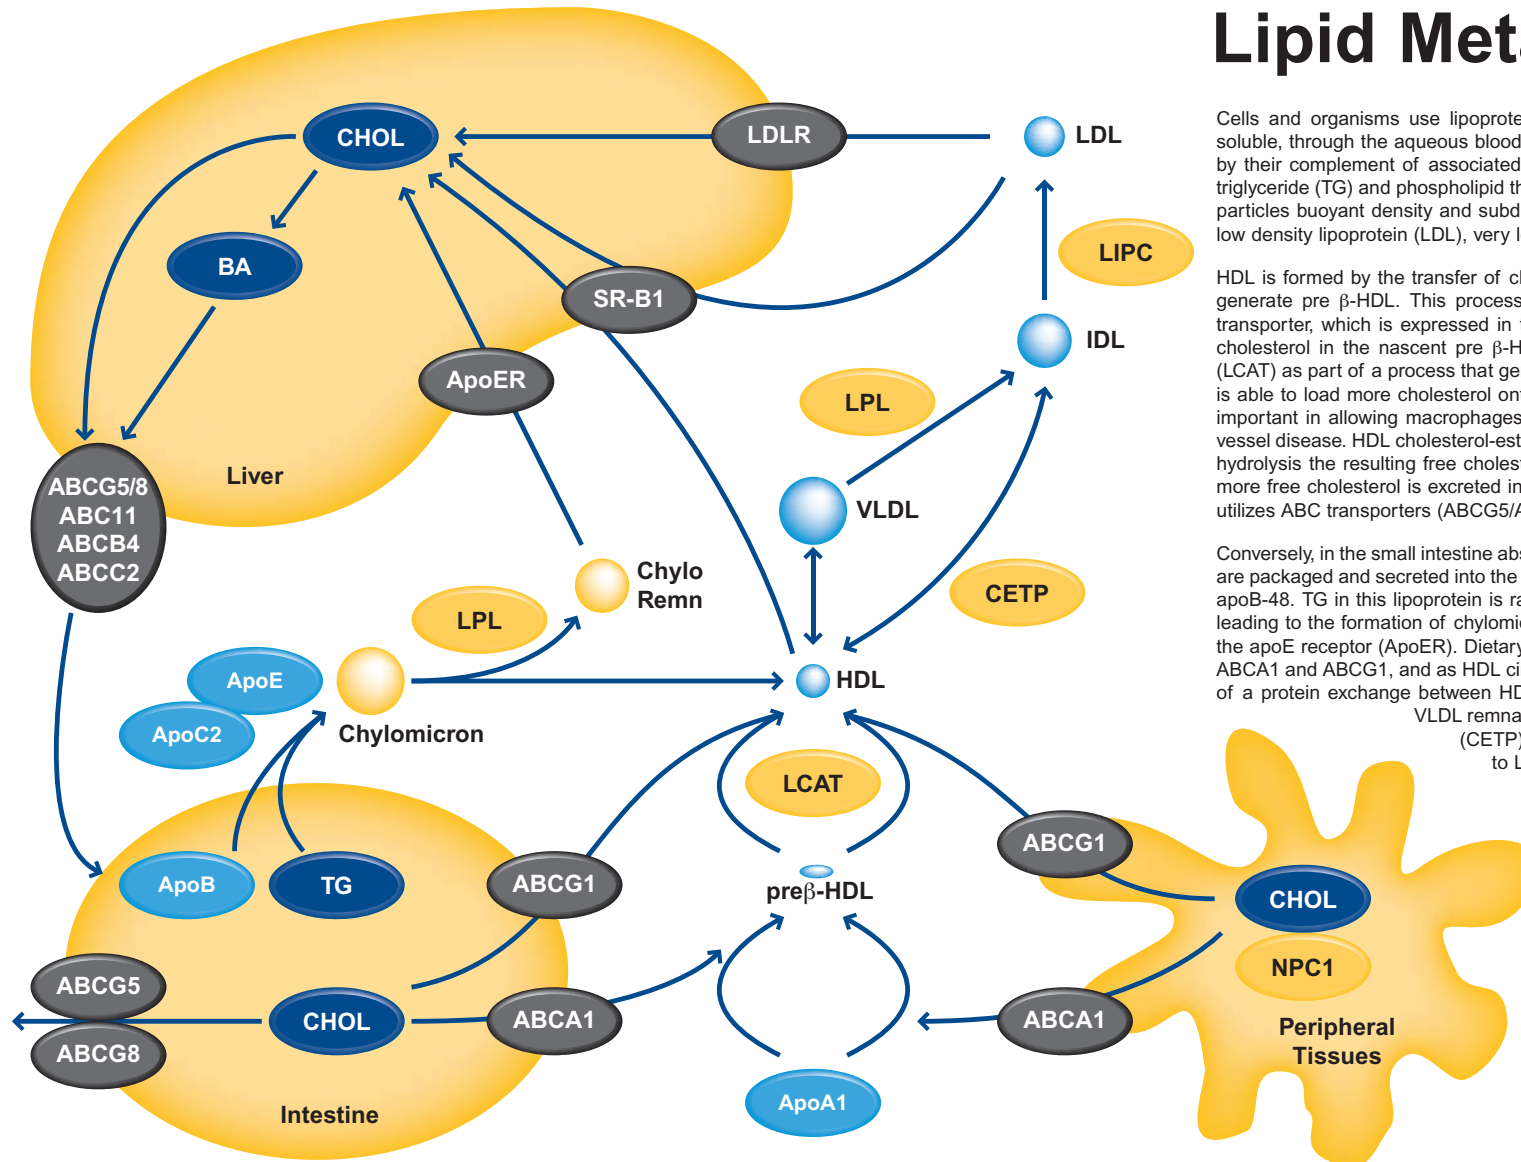 Lipid Met
Cells and organisms use lipoprote
soluble, through the aqueous blood
by their complement of associated
triglyceride (TG) and phospholipid th
particles buoyant density and subd
low density lipoprotein (LDL), very l
HDL is formed by the transfer of c
generate pre β-HDL. This process
transporter, which is expressed in t
cholesterol in the nascent pre β-H
(LCAT) as part of a process that ge
is able to load more cholesterol ont
important in allowing macrophages
vessel disease. HDL cholesterol-est
hydrolysis the resulting free cholest
more free cholesterol is excreted in
utilizes ABC transporters (ABCG5/A
Conversely, in the small intestine abs
are packaged and secreted into the
apoB-48. TG in this lipoprotein is ra
leading to the formation of chylomi
the apoE receptor (ApoER). Dietary
ABCA1 and ABCG1, and as HDL ci
of a protein exchange between HD
VLDL remna
(CETP)
to L
CHOL
LDLR
LDL
BA
LIPC
SR-B1
IDL
ApoER
LPL
Liver
ABCG5/8
ABC11
ABCB4
ABCC2
VLDL
Chylo
Remn
CETP
LPL
ApoE
HDL
ApoC2
Chylomicron
LCAT
ABCG1
ApoB
TG
ABCG1
preβ-HDL
CHOL
NPC1
ABCG5
CHOL
ABCA1
ABCA1
ABCG8
Peripheral
Tissues
ApoA1
Intestine